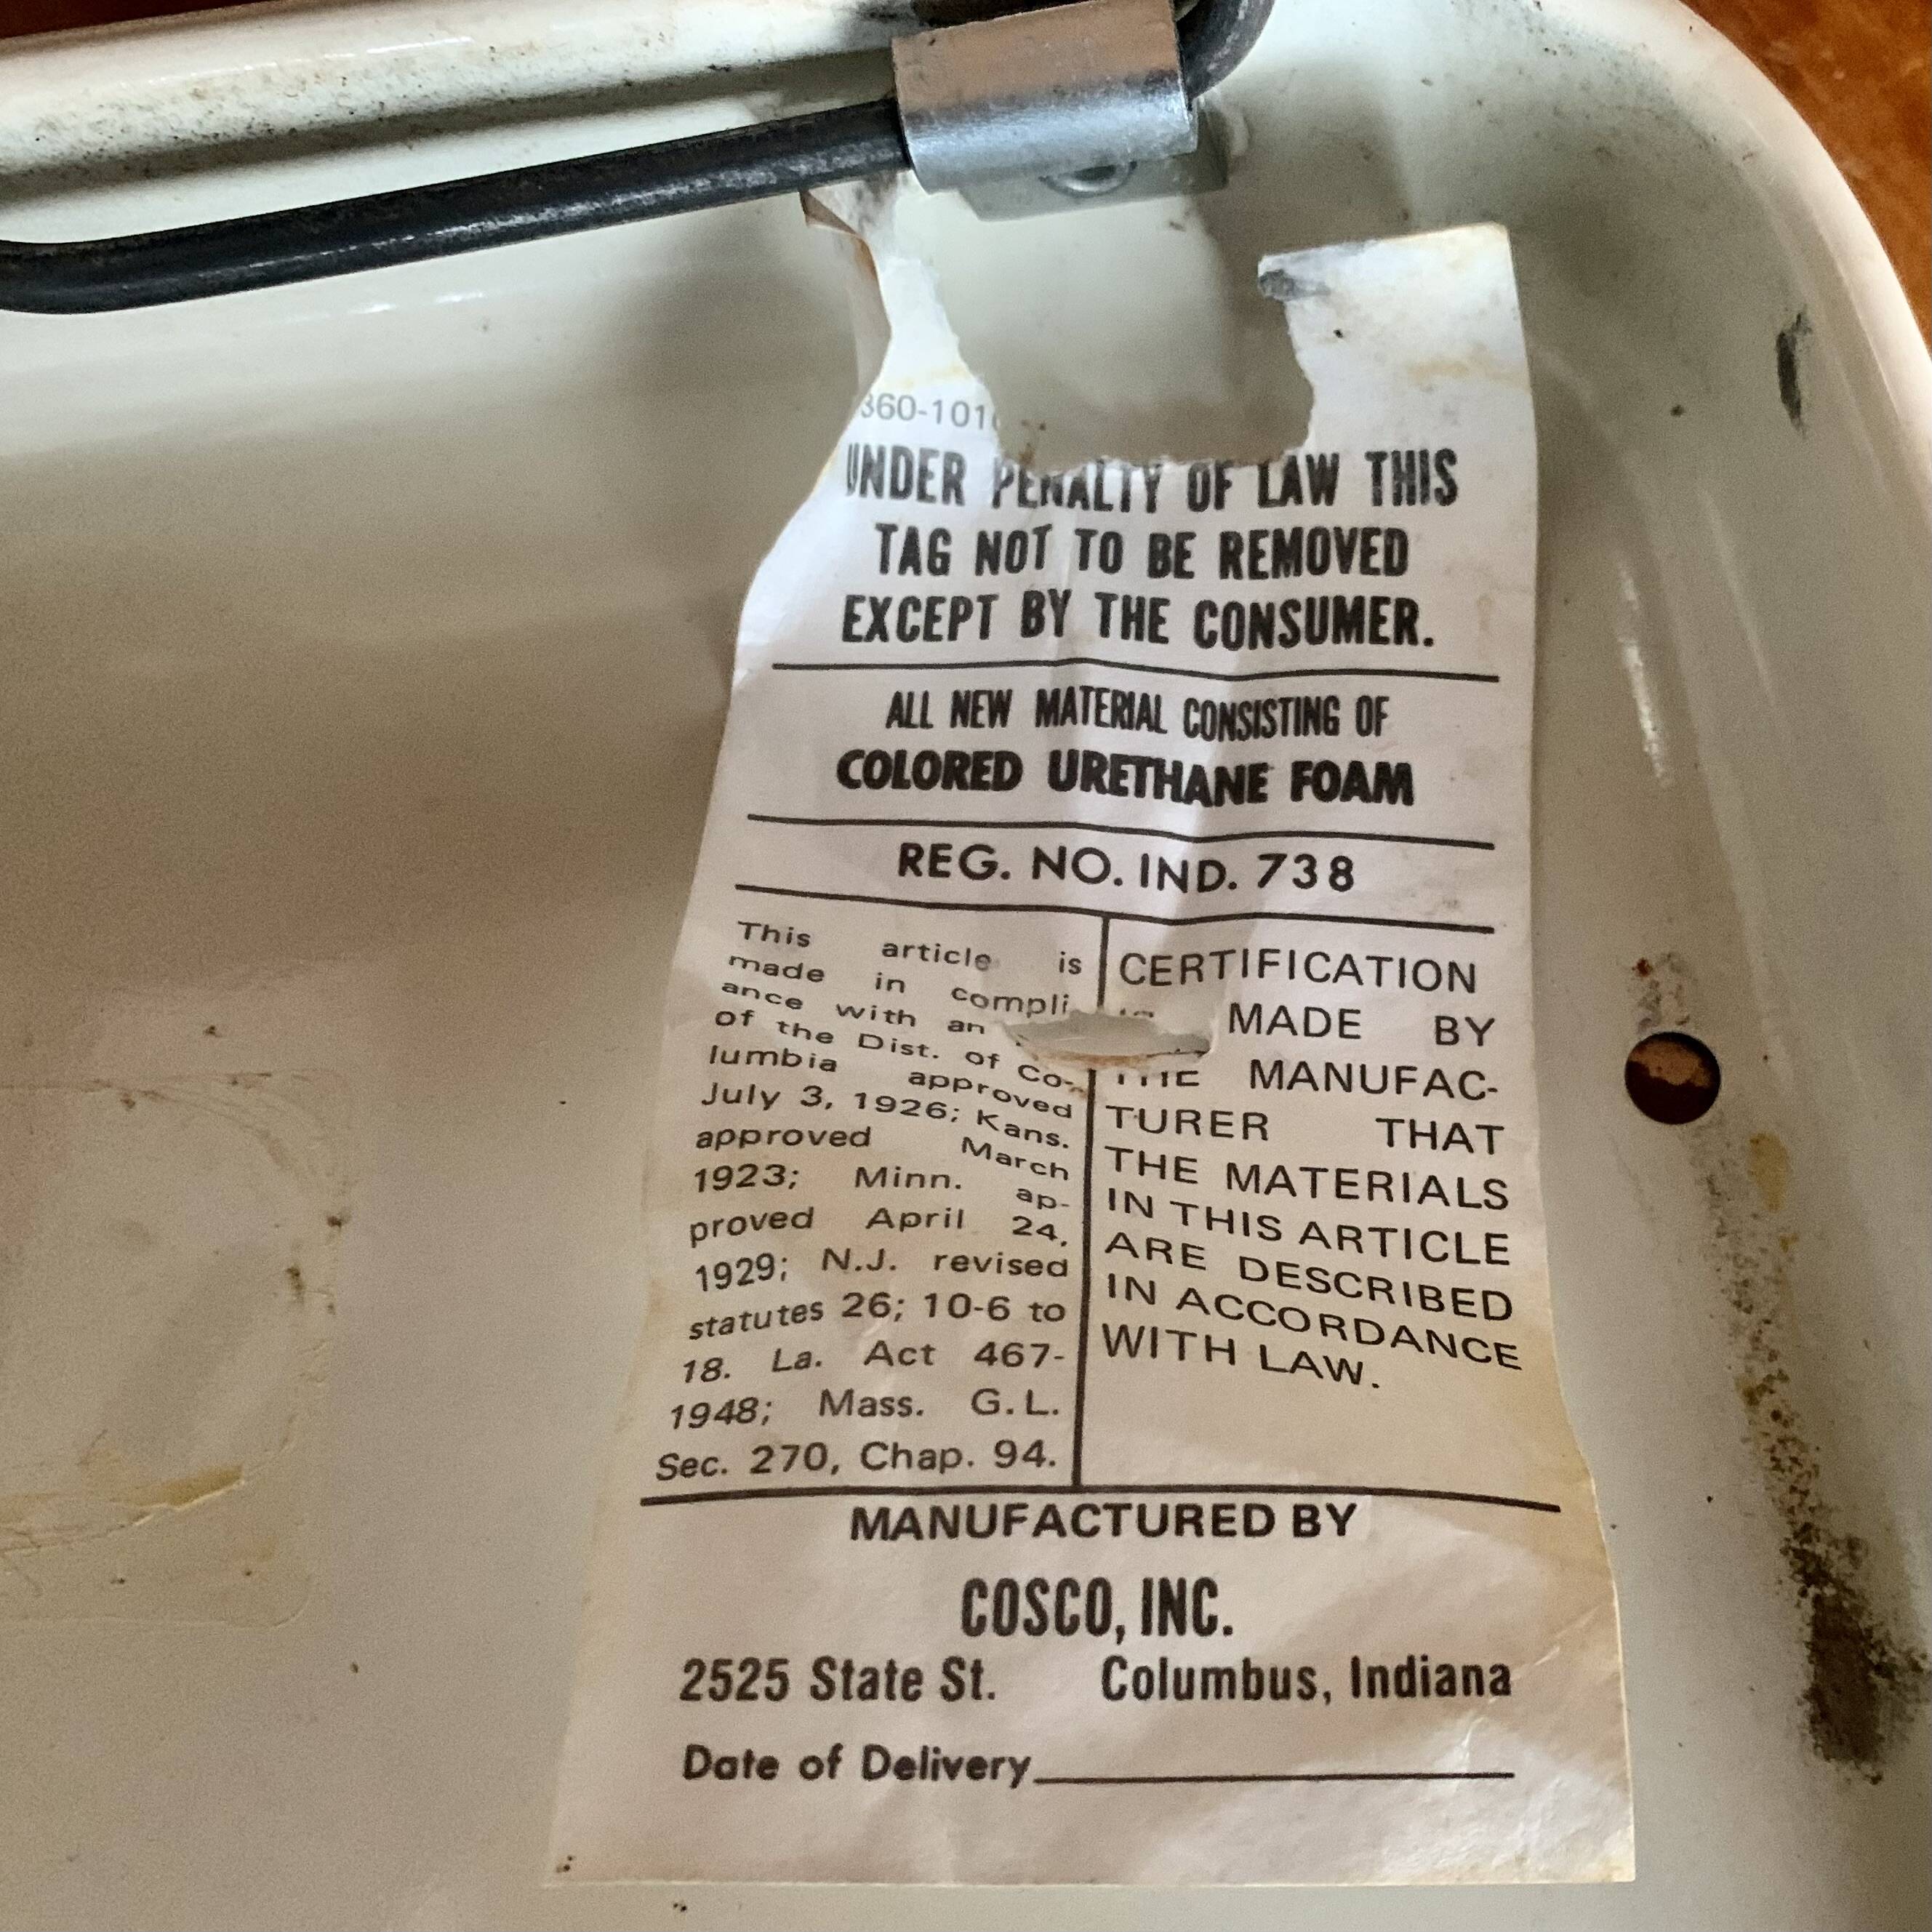 360-101
UNDER PENALTY OF LAW THIS
TAG NOT TO BE REMOVED
EXCEPT BY THE CONSUMER.
ALL NEW MATERIAL CONSISTING OF
COLORED URETHANE FOAM
REG. NO. IND. 738
This article is
made in compli
ance with an
of the Dist. of Co-
lumbia approved
July 3, 1926; Kans.
approved March
1923; Minn. ap-
proved April 24,
1929; N.J. revised
statutes 26; 10-6 to
18. La. Act 467-
1948; Mass. G.L.
Sec. 270, Chap. 94.
CERTIFICATION
MADE BY
THE MANUFAC-
TURER THAT
THE MATERIALS
IN THIS ARTICLE
ARE DESCRIBED
IN ACCORDANCE
WITH LAW.
MANUFACTURED BY
COSCO, INC.
2525 State St. Columbus, Indiana
Date of Delivery